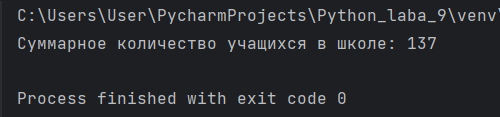 C:\Users\User\PycharmProjects\Python_laba_9\venv\
Суммарное количество учащихся в школе: 137
Process finished with exit code 0